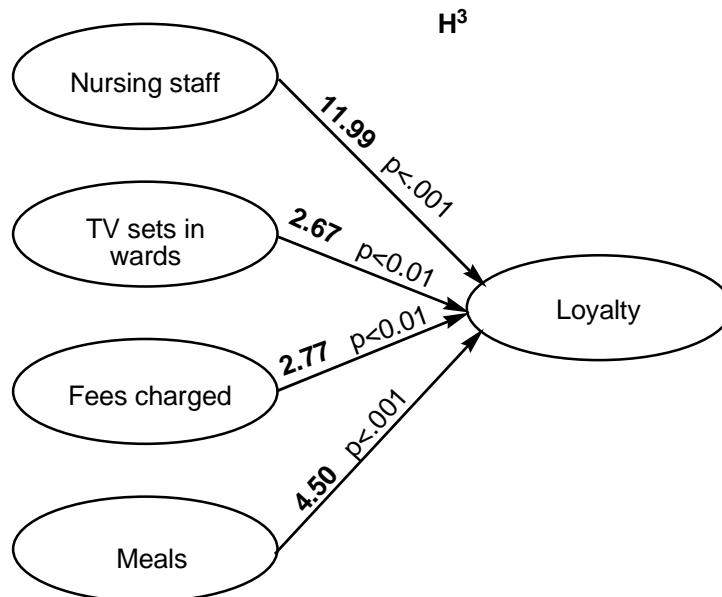 H³
Nursing staff
11.99 p<.001
TV sets in
wards
2.67 p<0.01
Loyalty
2.77 p<0.01
Fees charged
4.50 p<.001
Meals